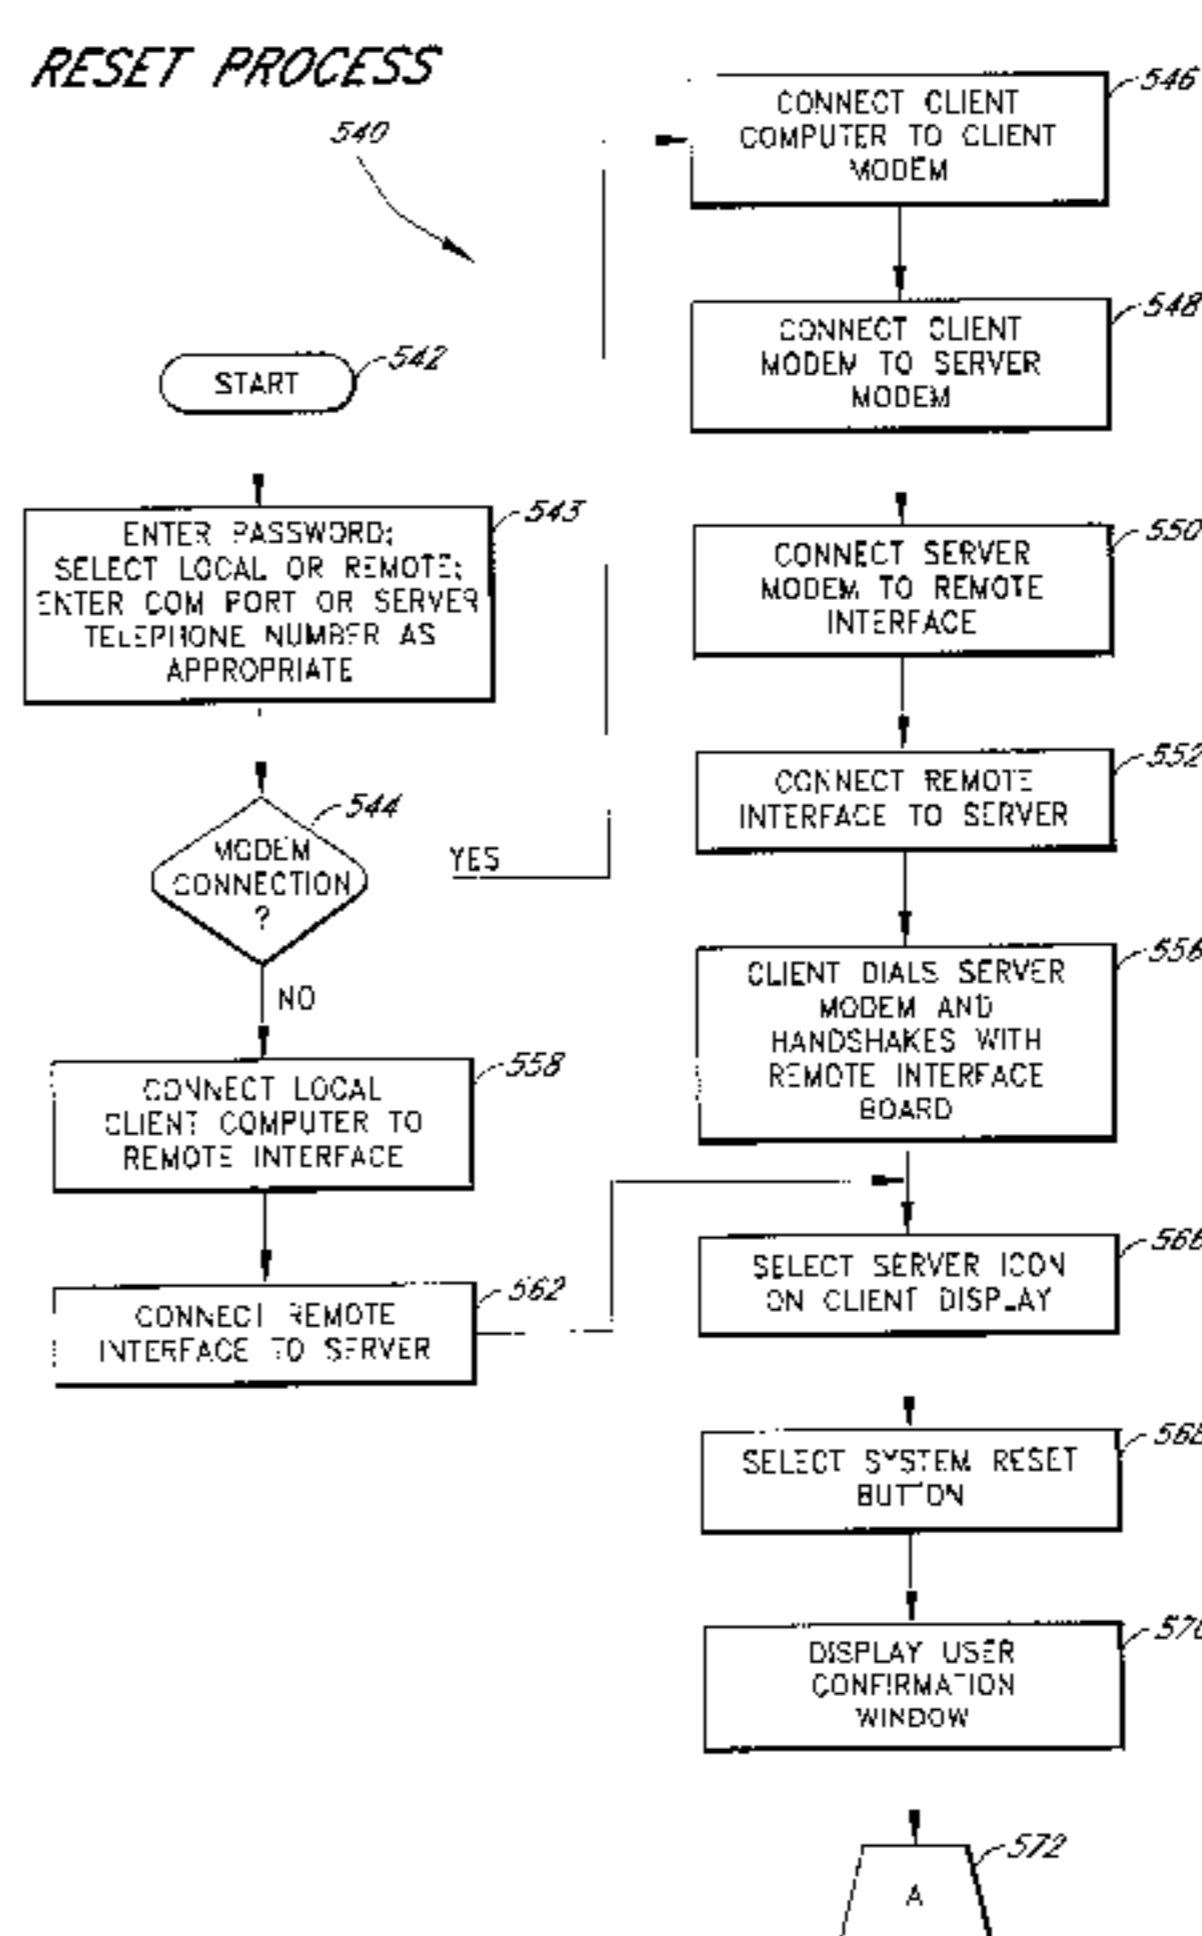 RESET PROCESS
540
START
542
ENTER PASSWORD;
SELECT LOCAL OR REMOTE;
ENTER COM PORT OR SERVER
TELEPHONE NUMBER AS
APPROPRIATE
543
MODEM
CONNECTION
?
544
YES
NO
CONNECT LOCAL
CLIENT COMPUTER TO
REMOTE INTERFACE
558
CONNECT REMOTE
INTERFACE TO SERVER
562
CONNECT CLIENT
COMPUTER TO CLIENT
MODEM
546
CONNECT CLIENT
MODEM TO SERVER
MODEM
548
CONNECT SERVER
MODEM TO REMOTE
INTERFACE
550
CONNECT REMOTE
INTERFACE TO SERVER
552
CLIENT DIALS SERVER
MODEM AND
HANDSHAKES WITH
REMOTE INTERFACE
BOARD
556
SELECT SERVER ICON
ON CLIENT DISPLAY
566
SELECT SYSTEM RESET
BUTTON
568
DISPLAY USER
CONFIRMATION
WINDOW
570
A
572